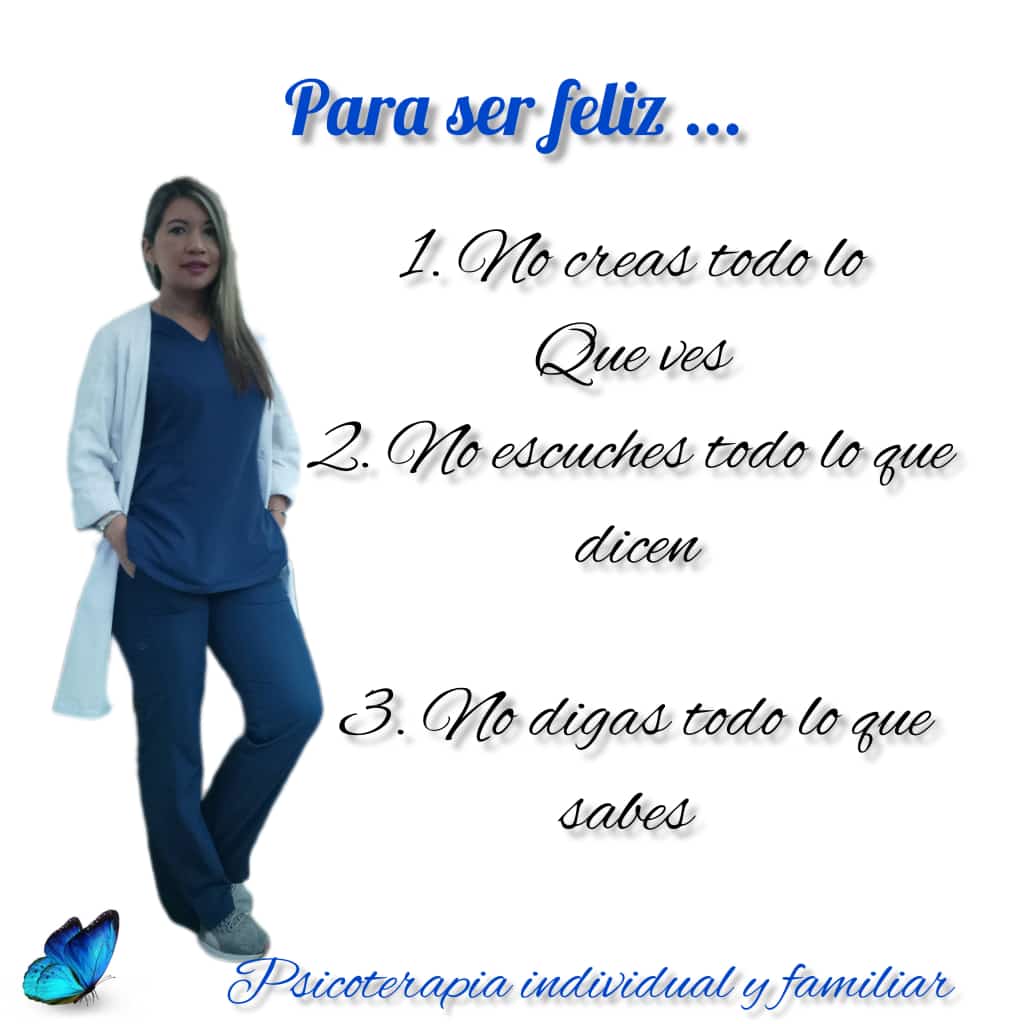 Para ser feliz ...
1. No creas todo lo
Que ves
2. No escuches todo lo que
dicen
3. No digas todo lo que
sabes
Psicoterapia individual y familiar